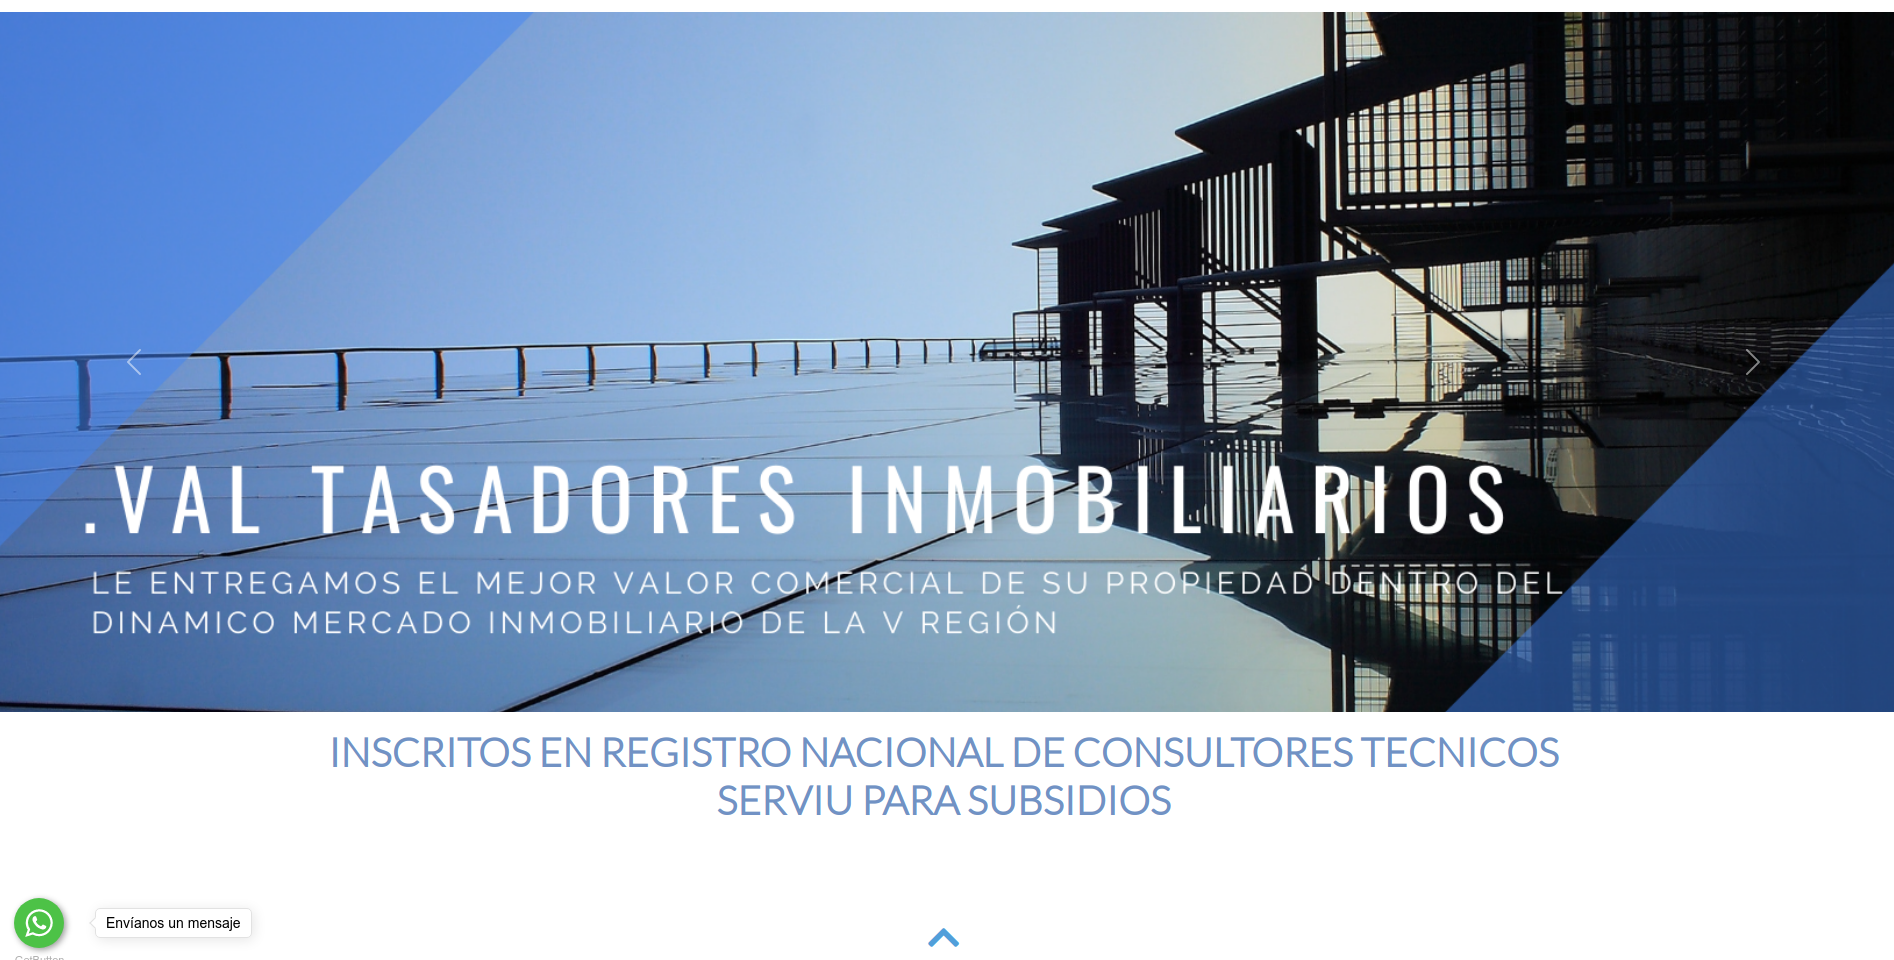 .VAL TASADORES INMOBILIARIOS
LE ENTREGAMOS EL MEJOR VALOR COMERCIAL DE SU PROPIEDAD DENTRO DEL
DINAMICO MERCADO INMOBILIARIO DE LA V REGIÓN
INSCRITOS EN REGISTRO NACIONAL DE CONSULTORES TECNICOS
SERVIU PARA SUBSIDIOS
Envíanos un mensaje
GetButton